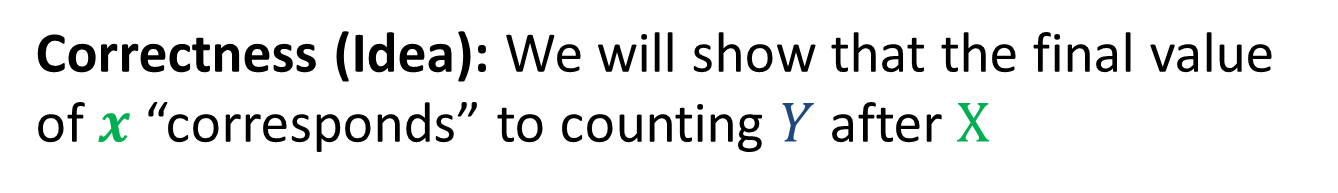 Correctness (Idea): We will show that the final value
of x “corresponds” to counting Y after X